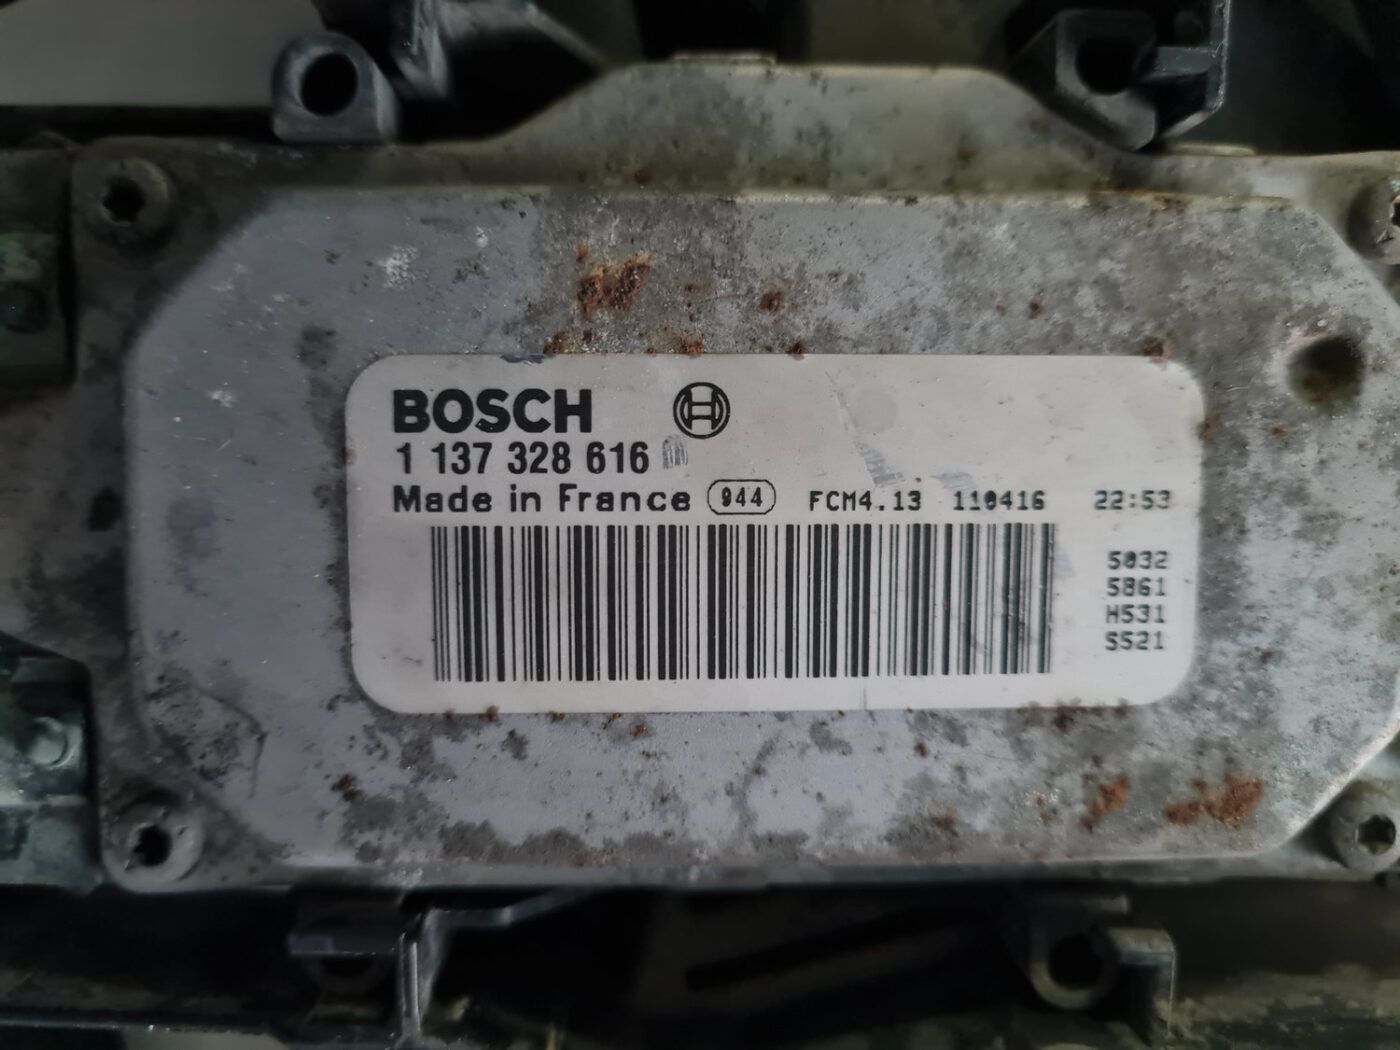 BOSCH
1 137 328 616
Made in France 944 FCM4.13 110416 22:53
5032
5861
H531
S521